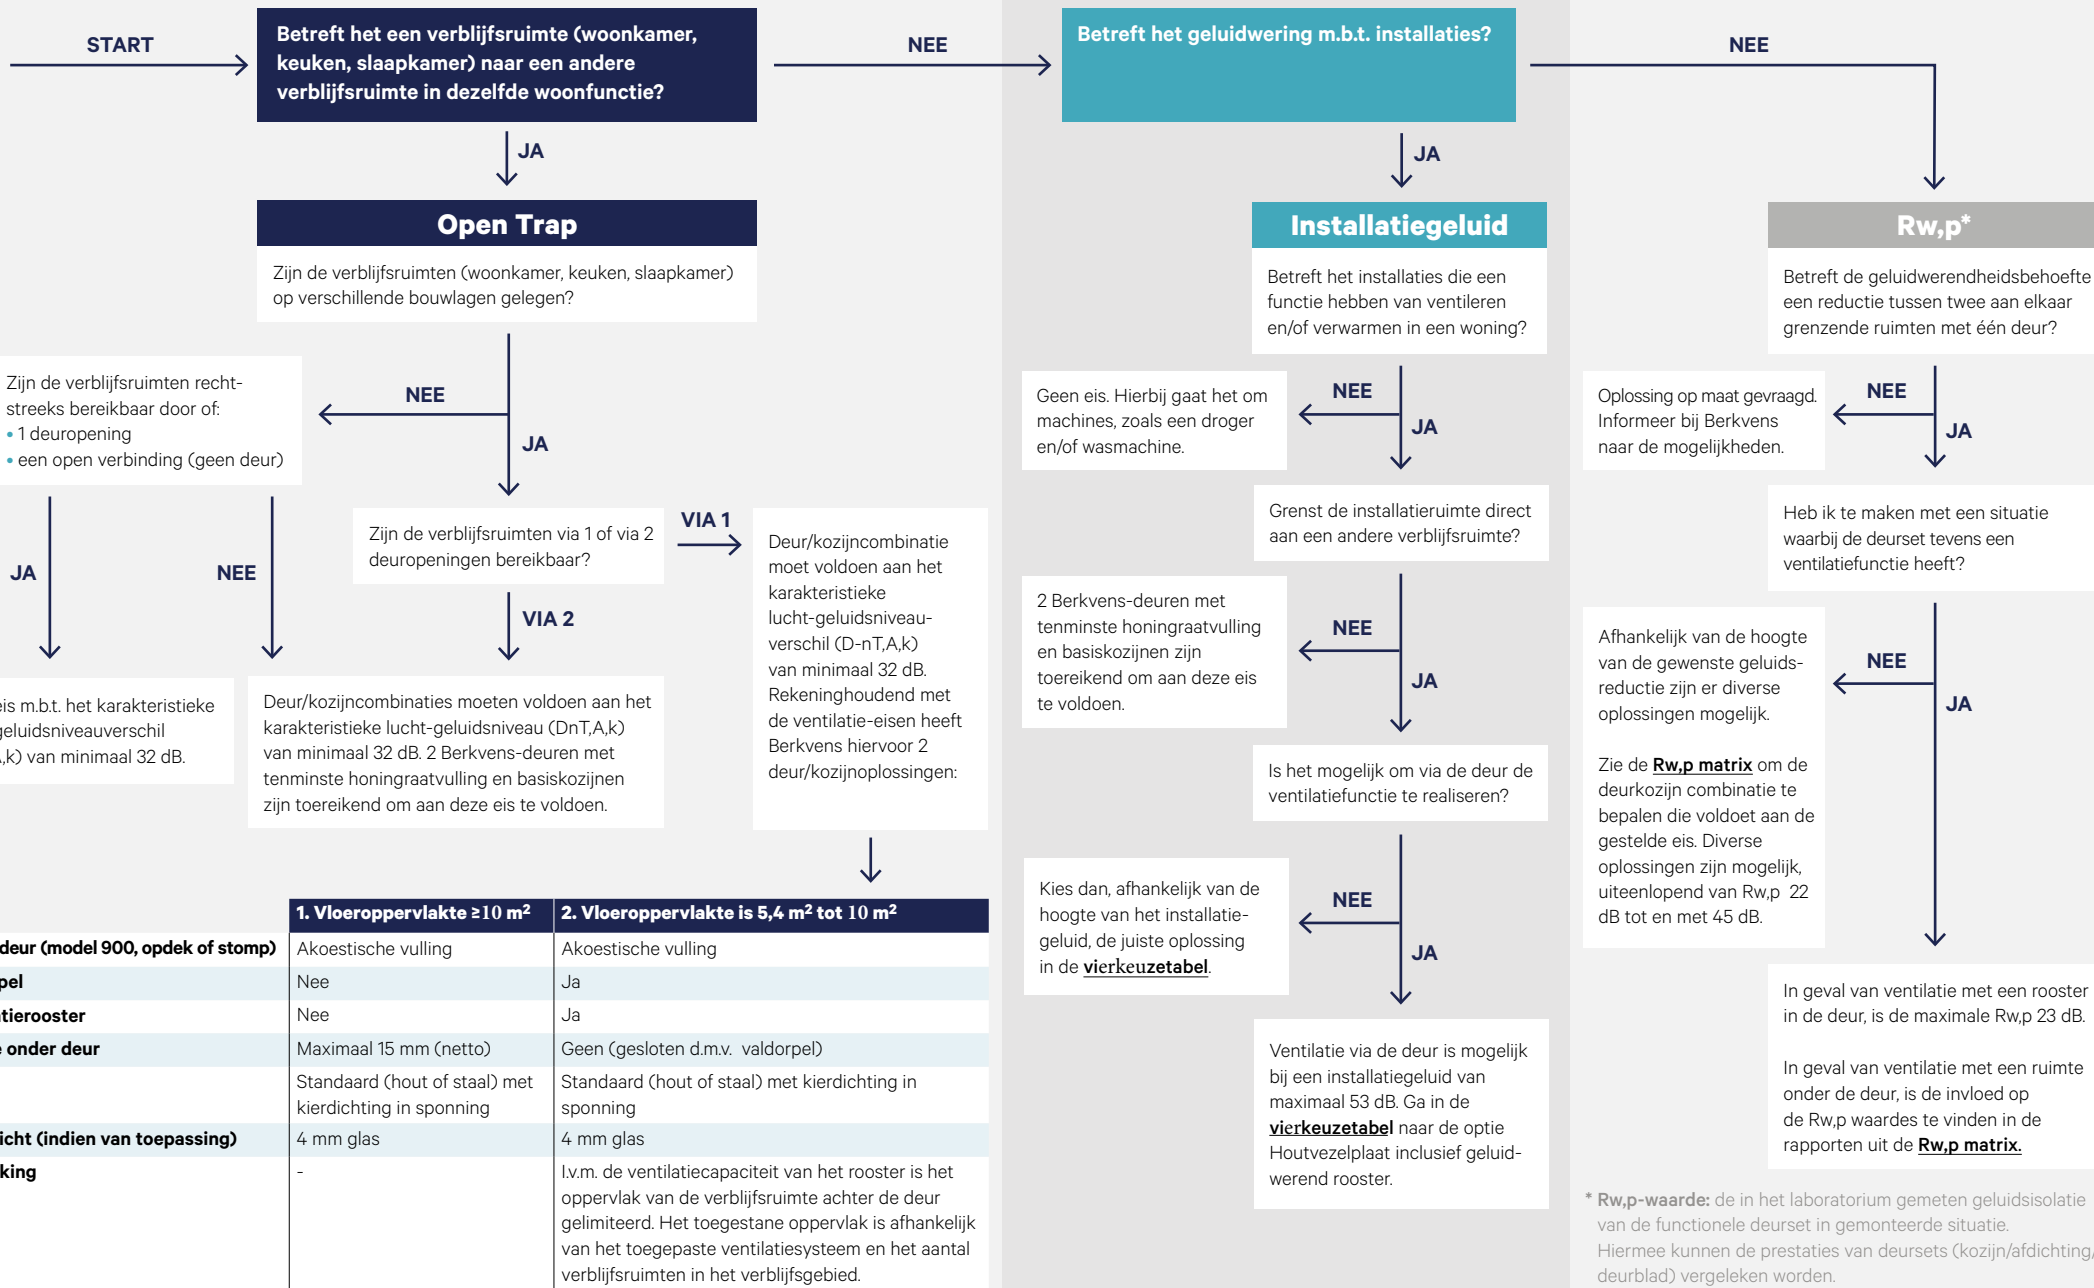 START
Betreft het een verblijfsruimte (woonkamer,
keuken, slaapkamer) naar een andere
verblijfsruimte in dezelfde woonfunctie?
NEE
JA
Open Trap
Zijn de verblijfsruimten (woonkamer, keuken, slaapkamer)
op verschillende bouwlagen gelegen?
NEE
JA
Zijn de verblijfsruimten recht-
streeks bereikbaar door of:
• 1 deuropening
• een open verbinding (geen deur)
JA
NEE
Zijn de verblijfsruimten via 1 of via 2
deuropeningen bereikbaar?
VIA 1
VIA 2
Deur/kozijncombinatie
moet voldoen aan het
karakteristieke
lucht-geluidsniveau-
verschil (D-nT,A,k)
van minimaal 32 dB.
Rekeninghoudend met
de ventilatie-eisen heeft
Berkvens hiervoor 2
deur/kozijnoplossingen:
eis m.b.t. het karakteristieke
geluidsniveauverschil
,k) van minimaal 32 dB.
Deur/kozijncombinaties moeten voldoen aan het
karakteristieke lucht-geluidsniveau (DnT,A,k)
van minimaal 32 dB. 2 Berkvens-deuren met
tenminste honingraatvulling en basiskozijnen
zijn toereikend om aan deze eis te voldoen.
1. Vloeroppervlakte ≥10 m² 2. Vloeroppervlakte is 5,4 m² tot 10 m²
deur (model 900, opdek of stomp) Akoestische vulling Akoestische vulling
pel Nee Ja
tierooster Nee Ja
e onder deur Maximaal 15 mm (netto) Geen (gesloten d.m.v. valdorpel)
Standaard (hout of staal) met
kierdichting in sponning
Standaard (hout of staal) met kierdichting in
sponning
icht (indien van toepassing) 4 mm glas 4 mm glas
king - I.v.m. de ventilatiecapaciteit van het rooster is het
oppervlak van de verblijfsruimte achter de deur
gelimiteerd. Het toegestane oppervlak is afhankelijk
van het toegepaste ventilatiesysteem en het aantal
verblijfsruimten in het verblijfsgebied.
Betreft het geluidwering m.b.t. installaties?
NEE
JA
Installatiegeluid
Betreft het installaties die een
functie hebben van ventileren
en/of verwarmen in een woning?
NEE
JA
Geen eis. Hierbij gaat het om
machines, zoals een droger
en/of wasmachine.
Grenst de installatieruimte direct
aan een andere verblijfsruimte?
NEE
JA
2 Berkvens-deuren met
tenminste honingraatvulling
en basiskozijnen zijn
toereikend om aan deze eis
te voldoen.
Is het mogelijk om via de deur de
ventilatiefunctie te realiseren?
NEE
JA
Kies dan, afhankelijk van de
hoogte van het installatie-
geluid, de juiste oplossing
in de vierkeuzetabel.
Ventilatie via de deur is mogelijk
bij een installatiegeluid van
maximaal 53 dB. Ga in de
vierkeuzetabel naar de optie
Houtvezelplaat inclusief geluid-
werend rooster.
Rw,p*
Betreft de geluidwerendheidsbehoefte
een reductie tussen twee aan elkaar
grenzende ruimten met één deur?
NEE
JA
Oplossing op maat gevraagd.
Informeer bij Berkvens
naar de mogelijkheden.
Heb ik te maken met een situatie
waarbij de deurset tevens een
ventilatiefunctie heeft?
NEE
JA
Afhankelijk van de hoogte
van de gewenste geluids-
reductie zijn er diverse
oplossingen mogelijk.
Zie de Rw,p matrix om de
deurkozijn combinatie te
bepalen die voldoet aan de
gestelde eis. Diverse
oplossingen zijn mogelijk,
uiteenlopend van Rw,p 22
dB tot en met 45 dB.
In geval van ventilatie met een rooster
in de deur, is de maximale Rw,p 23 dB.
In geval van ventilatie met een ruimte
onder de deur, is de invloed op
de Rw,p waardes te vinden in de
rapporten uit de Rw,p matrix.
* Rw,p-waarde: de in het laboratorium gemeten geluidsisolatie
van de functionele deurset in gemonteerde situatie.
Hiermee kunnen de prestaties van deursets (kozijn/afdichting/
deurblad) vergeleken worden.